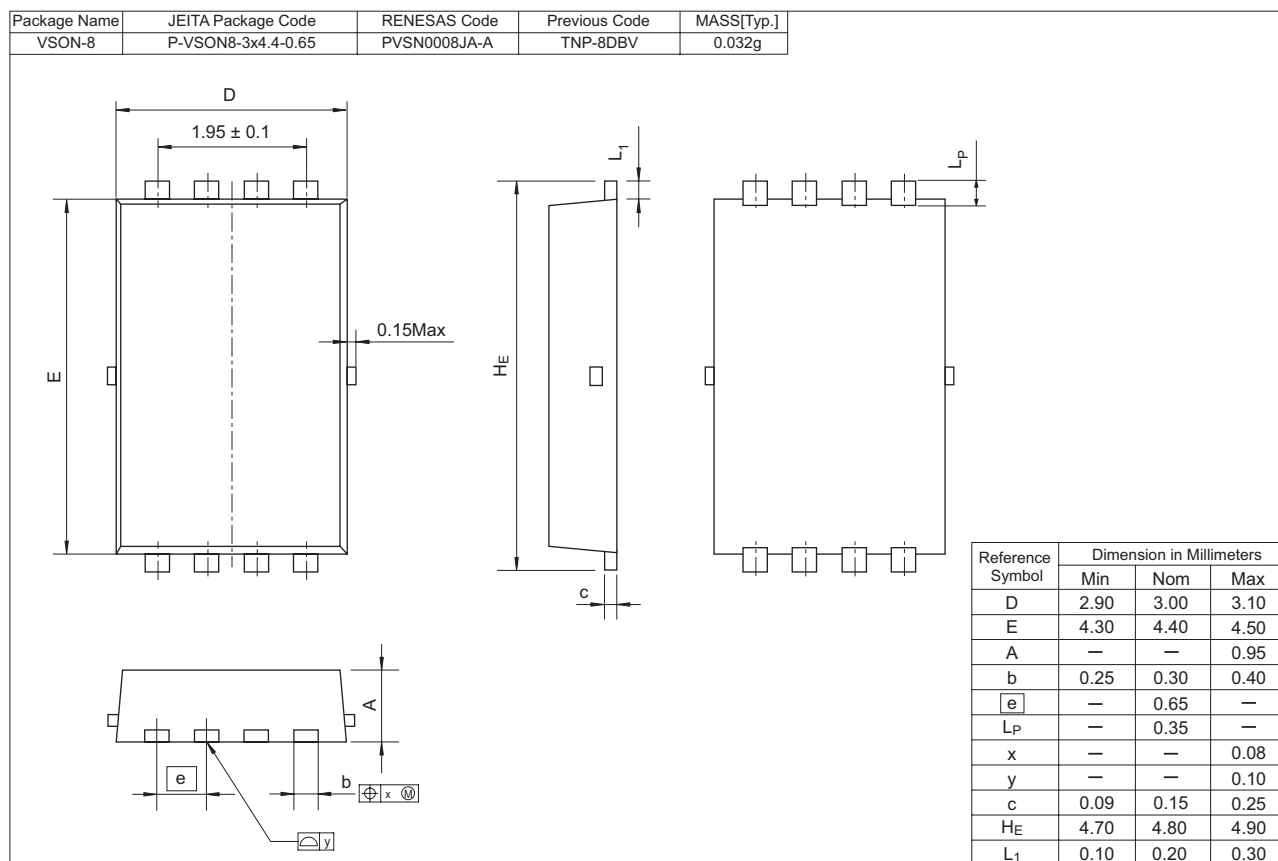 Package Name JEITA Package Code RENESAS Code Previous Code MASS[Typ.]
VSON-8 P-VSON8-3x4.4-0.65 PVSN0008JA-A TNP-8DBV 0.032g
D
1.95 ± 0.1
L1
LP
0.15Max
E
HE
c
A
e
b
x Ⓜ
y
Reference Symbol Dimension in Millimeters
Min Nom Max
D 2.90 3.00 3.10
E 4.30 4.40 4.50
A — — 0.95
b 0.25 0.30 0.40
e — 0.65 —
LP — 0.35 —
x — — 0.08
y — — 0.10
c 0.09 0.15 0.25
HE 4.70 4.80 4.90
L1 0.10 0.20 0.30